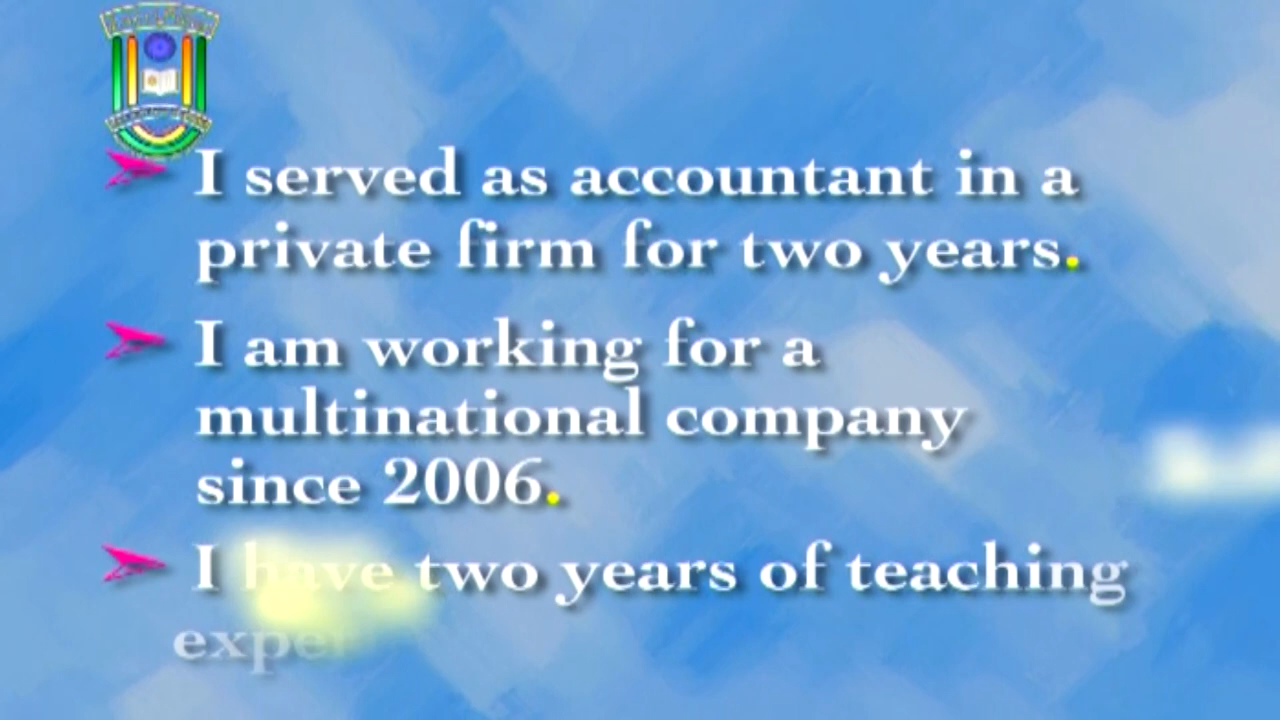 I served as accountant in a
private firm for two years.
I am working for a
multinational company
since 2006.
I have two years of teaching